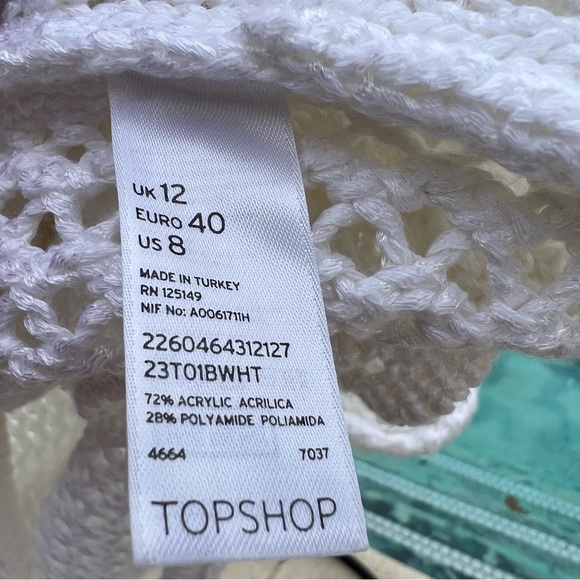 UK 12
EURO 40
US 8
MADE IN TURKEY
RN 125149
NIF No: A0061711H
2260464312127
23T01BWHT
72% ACRYLIC ACRILICA
28% POLYAMIDE POLIAMIDA
4664 7037
TOPSHOP